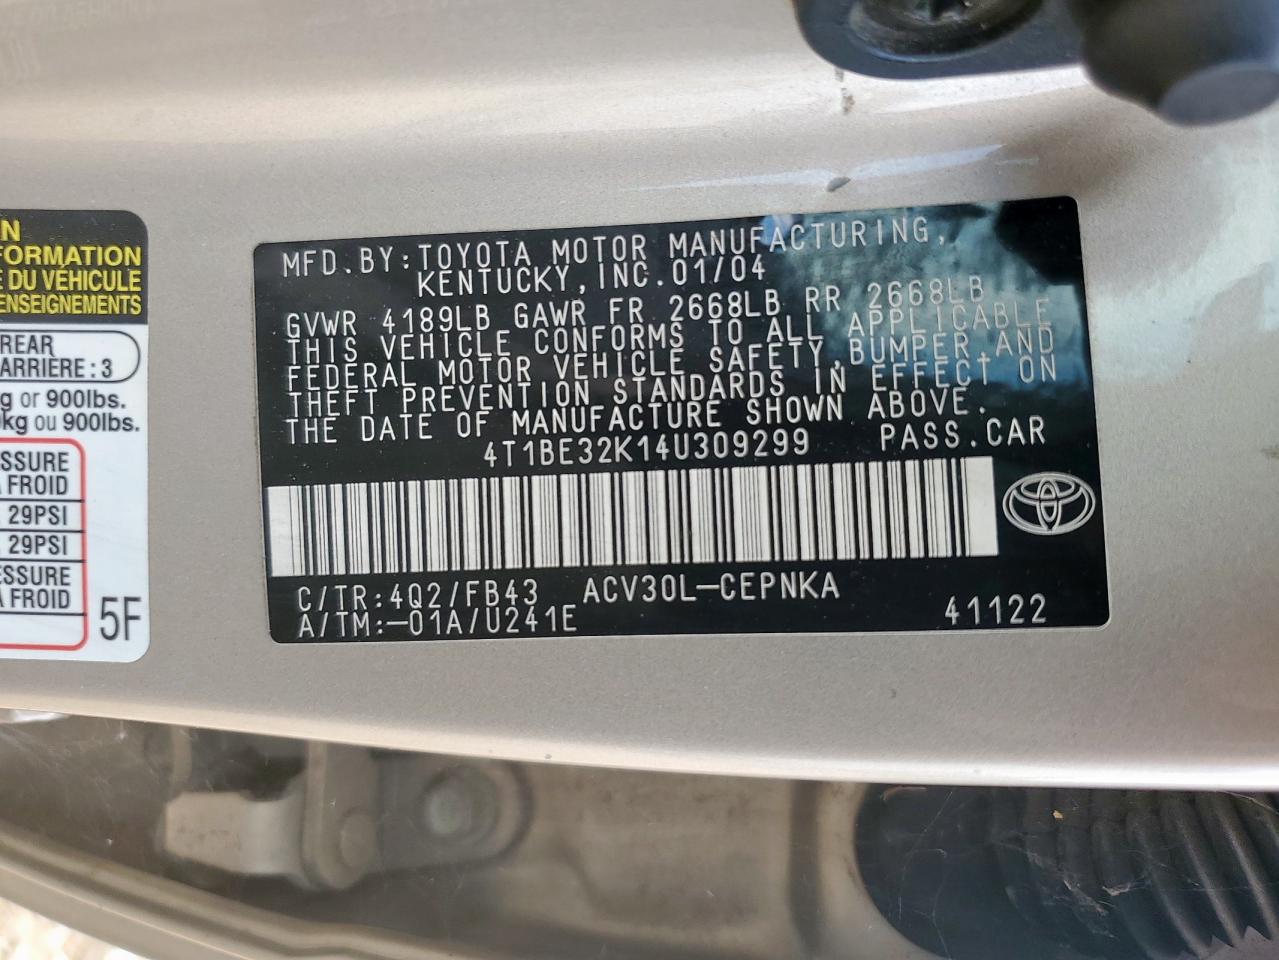 N
FORMATION
E DU VÉHICULE
ENSEIGNEMENTS
REAR
ARRIÈRE : 3
g or 900lbs.
kg ou 900lbs.
SSURE
A FROID
29PSI
29PSI
ESSURE
A FROID
5F
MFD.BY:TOYOTA MOTOR MANUFACTURING,
KENTUCKY,INC.01/04
GVWR 4189LB GAWR FR 2668LB RR 2668LB
THIS VEHICLE CONFORMS TO ALL APPLICABLE
FEDERAL MOTOR VEHICLE SAFETY,BUMPER,AND
THEFT PREVENTION STANDARDS IN EFFECT ON
THE DATE OF MANUFACTURE SHOWN ABOVE.
4T1BE32K14U309299 PASS.CAR
C/TR:4Q2/FB43 ACV30L-CEPNKA
A/TM:-01A/U241E 41122